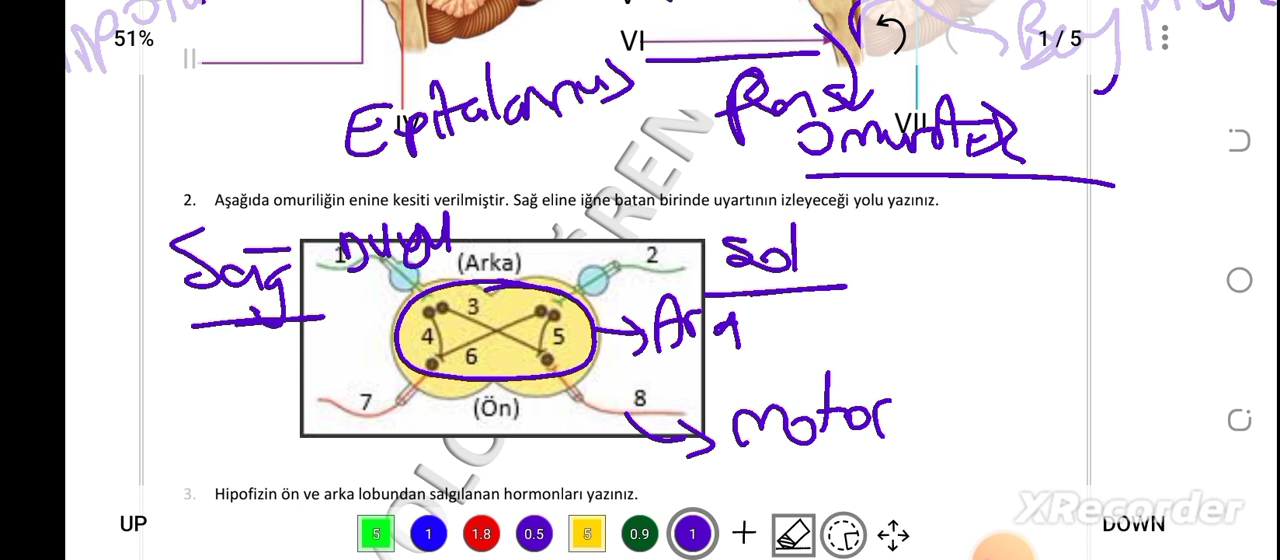 51%
VI
1 / 5
II
Epitalamus
IV
VII
omurilik
2. Aşağıda omuriliğin enine kesiti verilmiştir. Sağ eline iğne batan birinde uyartının izleyeceği yolu yazınız.
Sağ
duyu
sol
1
(Arka)
2
3
4
5
6
Ara
7
(Ön)
8
motor
3. Hipofizin ön ve arka lobundan salgılanan hormonları yazınız.
UP
5
1
1.8
0.5
5
0.9
1
XRecorder
DOWN